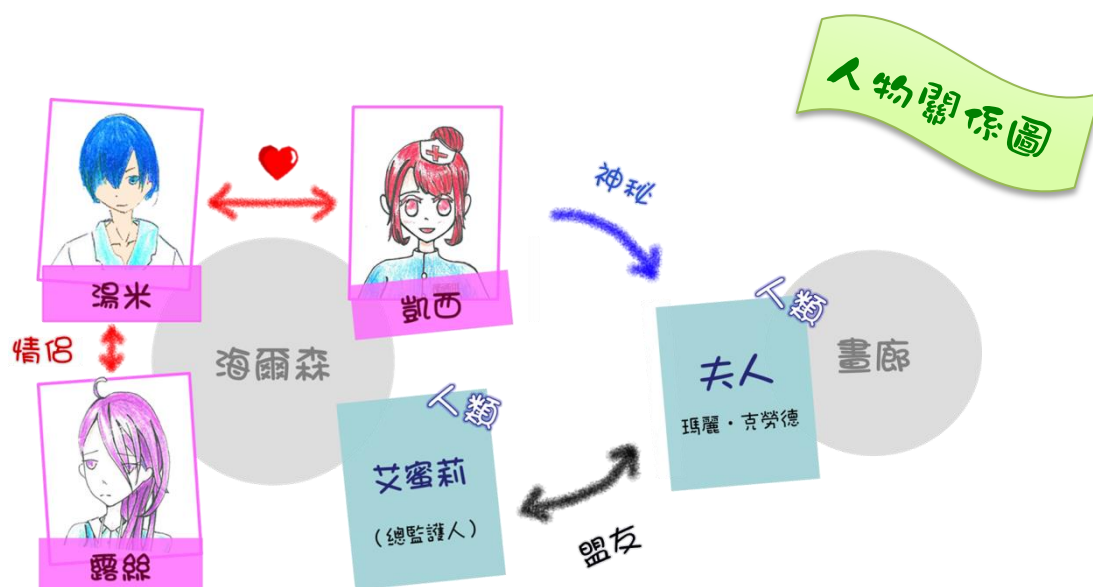 人物關係圖
神秘
湯米
凱西
人類
情侶
海爾森
夫人
畫廊
瑪麗・克勞德
人類
艾蜜莉
(總監護人)
盟友
露絲